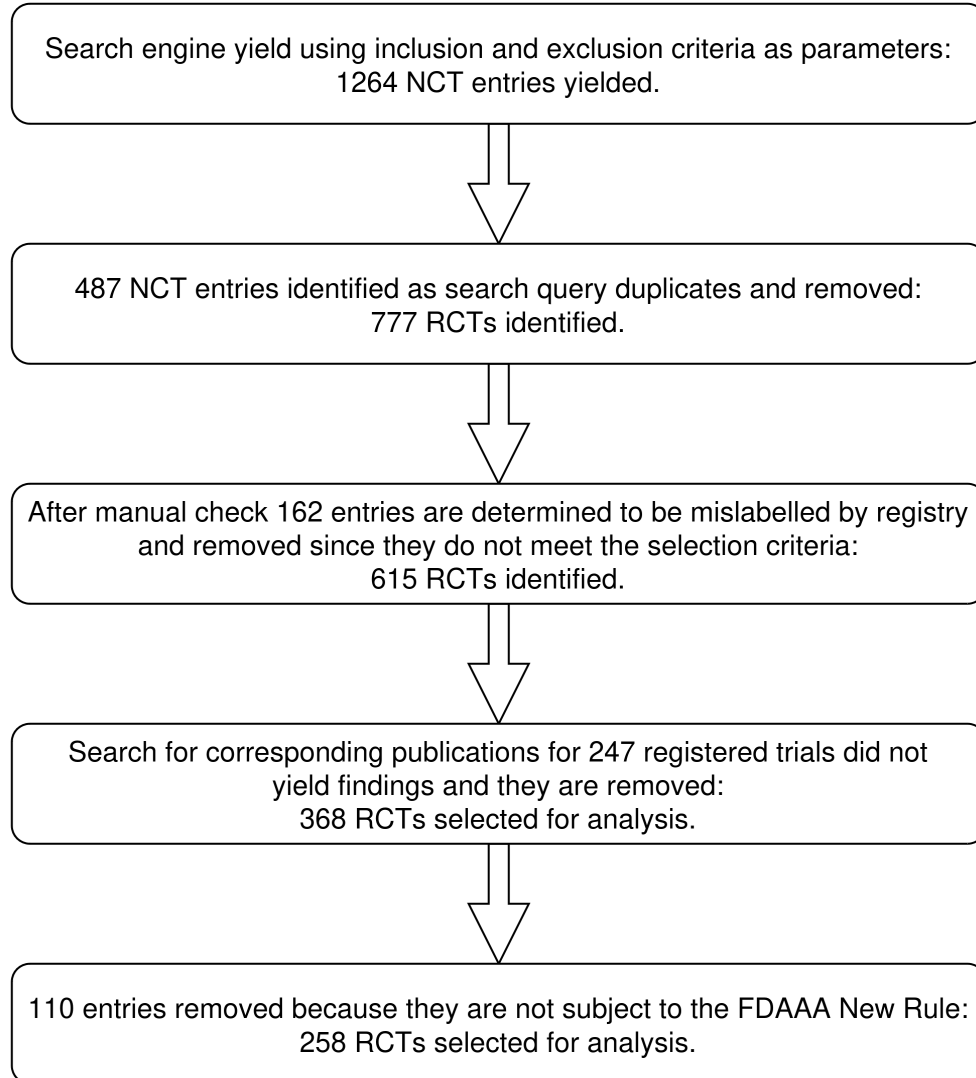 Search engine yield using inclusion and exclusion criteria as parameters:
1264 NCT entries yielded.
487 NCT entries identified as search query duplicates and removed:
777 RCTs identified.
After manual check 162 entries are determined to be mislabelled by registry
and removed since they do not meet the selection criteria:
615 RCTs identified.
Search for corresponding publications for 247 registered trials did not
yield findings and they are removed:
368 RCTs selected for analysis.
110 entries removed because they are not subject to the FDAAA New Rule:
258 RCTs selected for analysis.